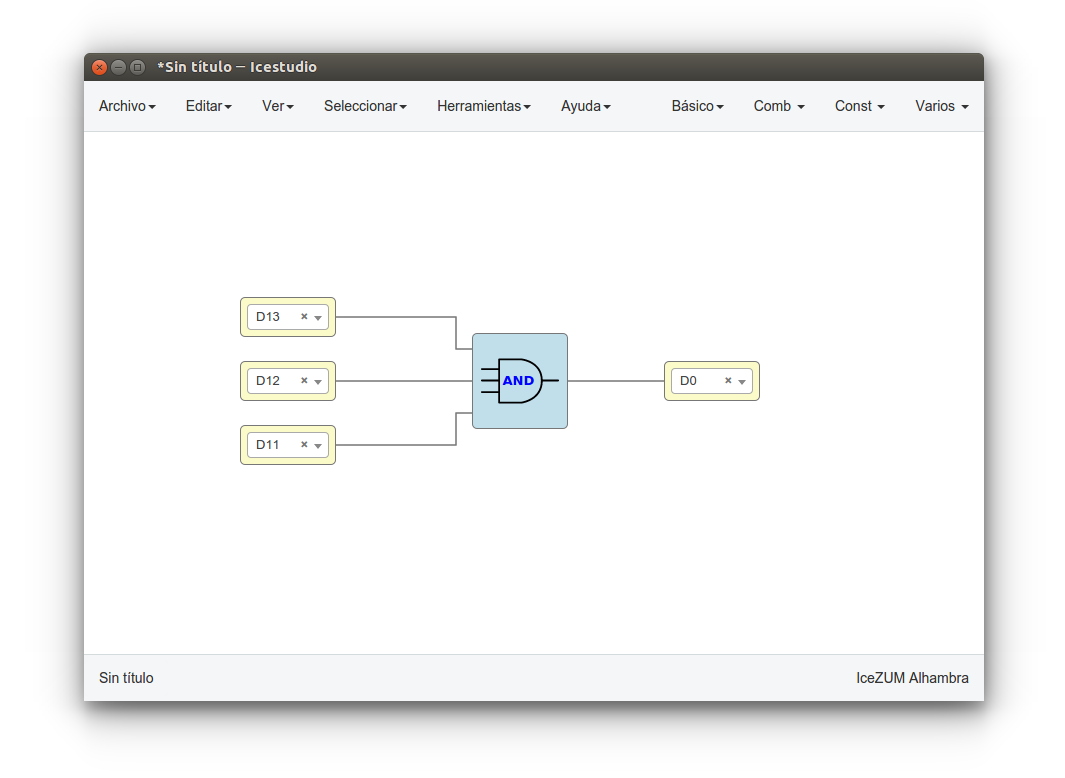 *Sin título — Icestudio
Archivo Editar Ver Seleccionar Herramientas Ayuda Básico Comb Const Varios
D13
D12
D11
AND
D0
Sin título
IceZUM Alhambra